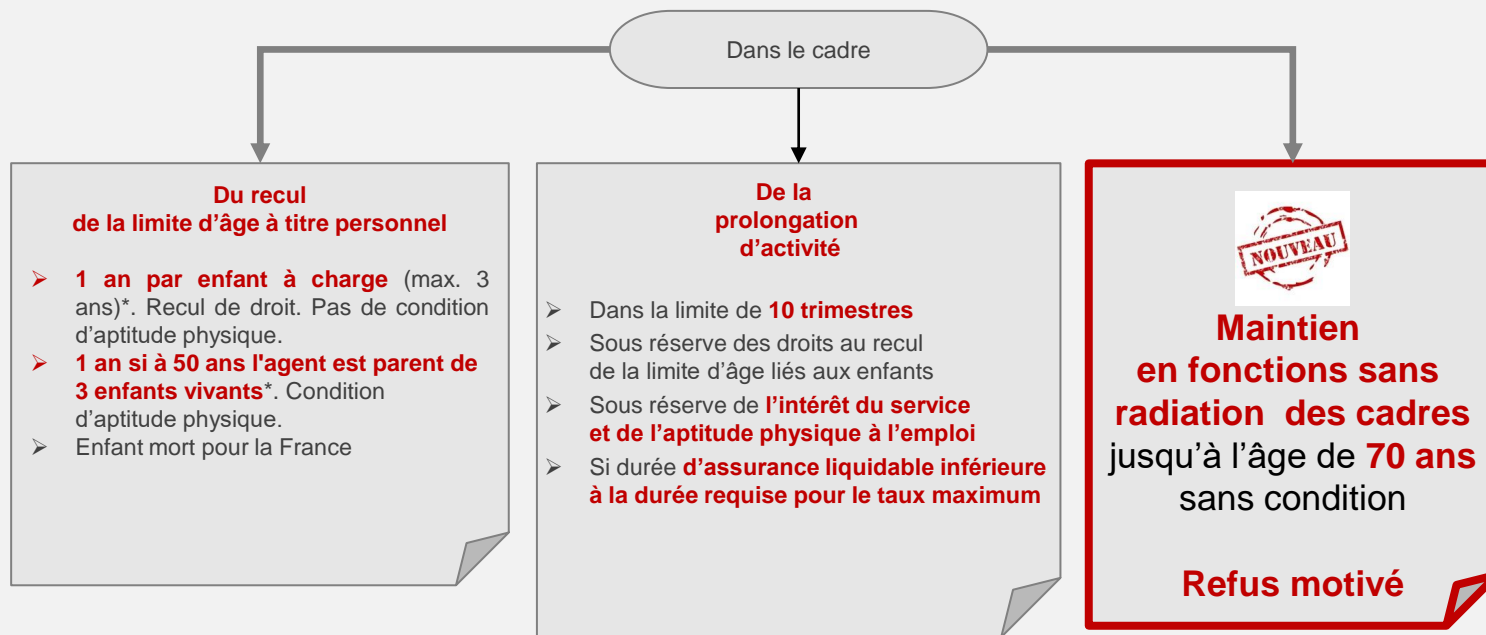 Dans le cadre
Du recul
de la limite d’âge à titre personnel
➢ 1 an par enfant à charge (max. 3
ans)*. Recul de droit. Pas de condition
d’aptitude physique.
➢ 1 an si à 50 ans l'agent est parent de
3 enfants vivants*. Condition
d’aptitude physique.
➢ Enfant mort pour la France
De la
prolongation
d’activité
➢ Dans la limite de 10 trimestres
➢ Sous réserve des droits au recul
de la limite d’âge liés aux enfants
➢ Sous réserve de l’intérêt du service
et de l’aptitude physique à l’emploi
➢ Si durée d’assurance liquidable inférieure
à la durée requise pour le taux maximum
NOUVEAU
Maintien
en fonctions sans
radiation des cadres
jusqu’à l’âge de 70 ans
sans condition
Refus motivé